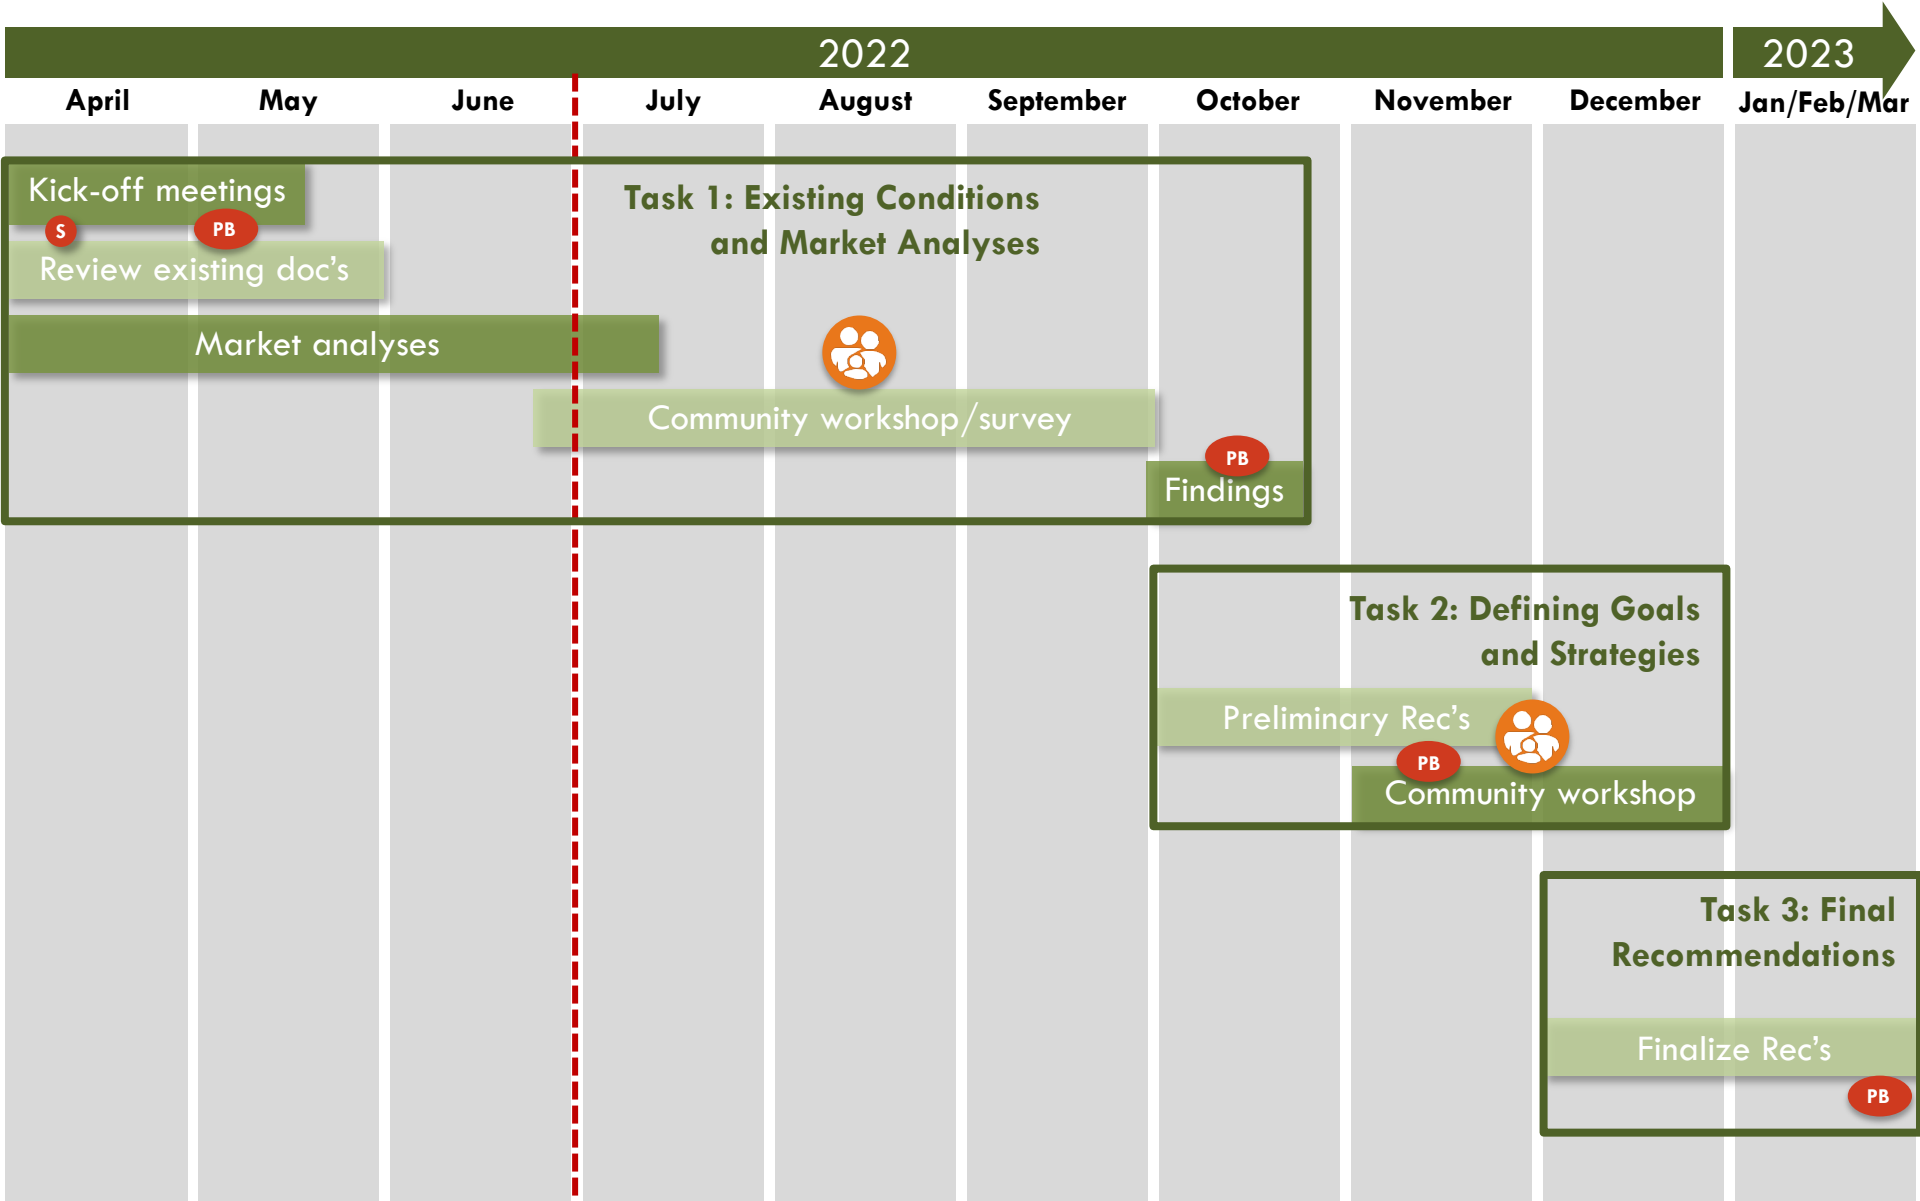 2022
2023
April
May
June
July
August
September
October
November
December
Jan/Feb/Mar
Kick-off meetings
Task 1: Existing Conditions
and Market Analyses
S
PB
Review existing doc's
Market analyses
Community workshop/survey
PB
Findings
Task 2: Defining Goals
and Strategies
Preliminary Rec's
PB
Community workshop
Task 3: Final
Recommendations
Finalize Rec's
PB